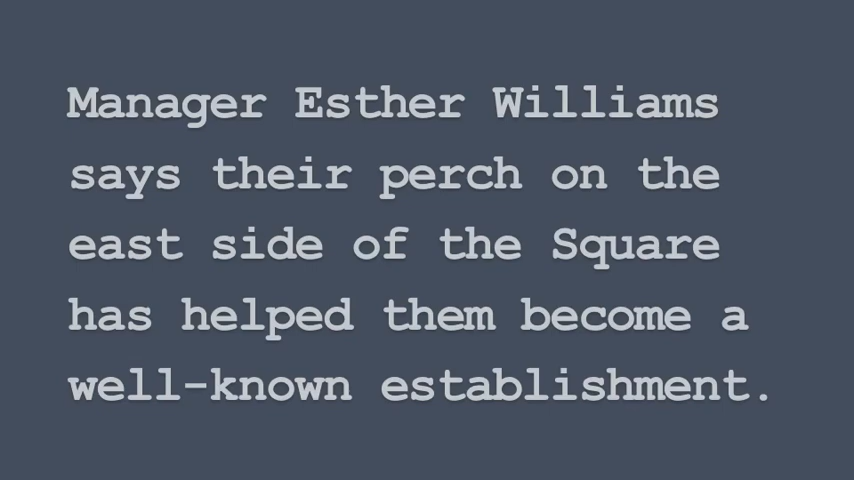 Manager Esther Williams
says their perch on the
east side of the Square
has helped them become a
well-known establishment.